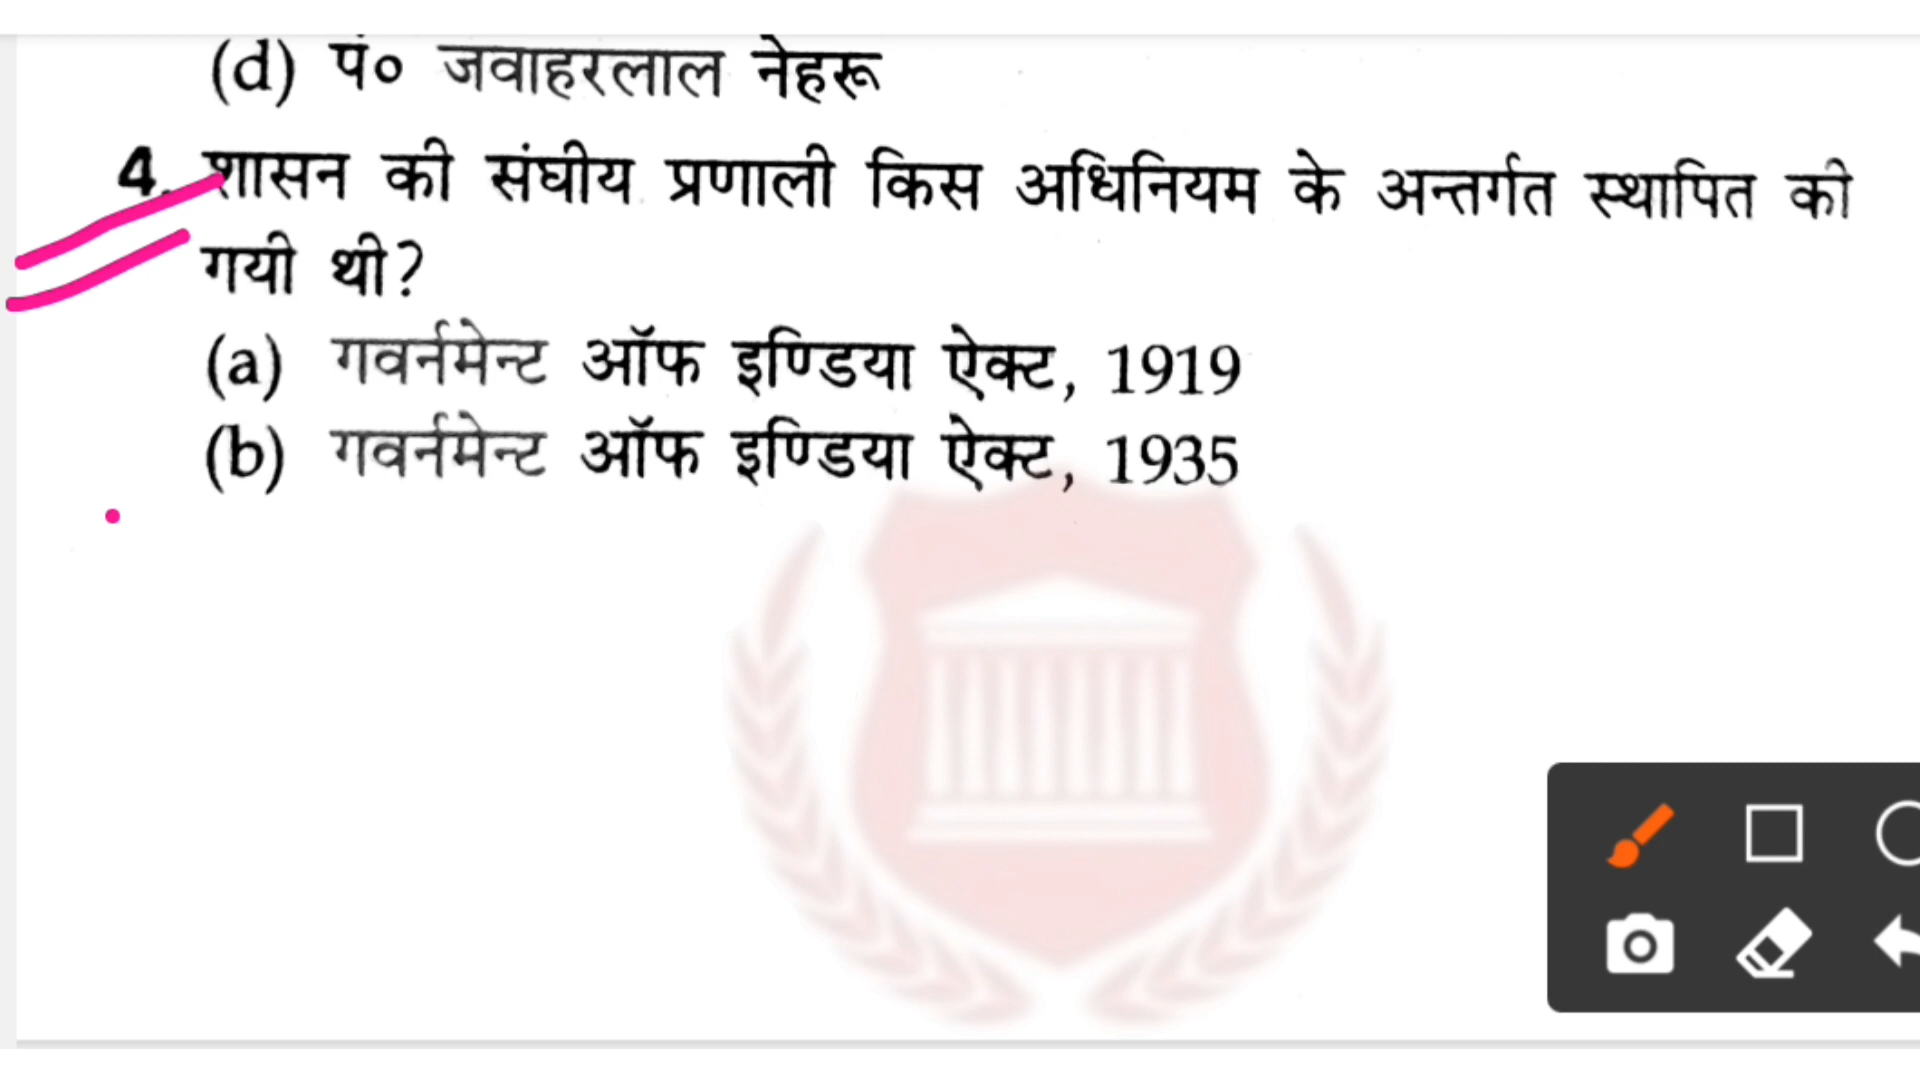 (d) पं० जवाहरलाल नेहरू
4. शासन की संघीय प्रणाली किस अधिनियम के अन्तर्गत स्थापित की
गयी थी?
(a) गवर्नमेन्ट ऑफ इण्डिया ऐक्ट, 1919
(b) गवर्नमेन्ट ऑफ इण्डिया ऐक्ट, 1935